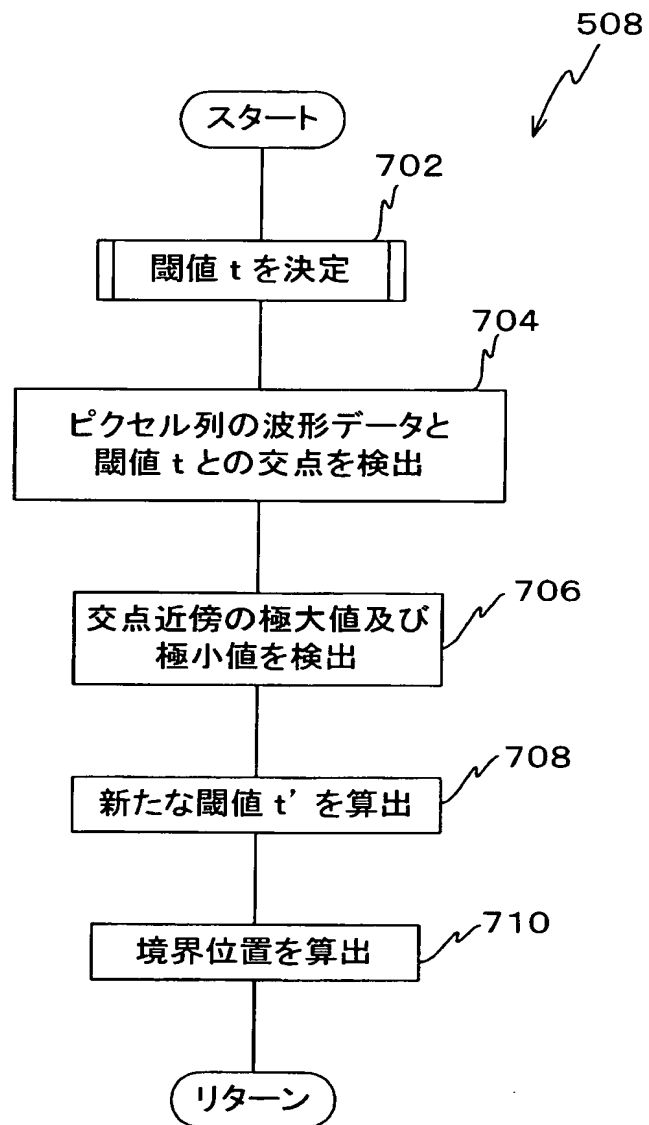 508
スタート
702
閾値 t を決定
704
ピクセル列の波形データと
閾値 t との交点を検出
706
交点近傍の極大値及び
極小値を検出
708
新たな閾値 t' を算出
710
境界位置を算出
リターン